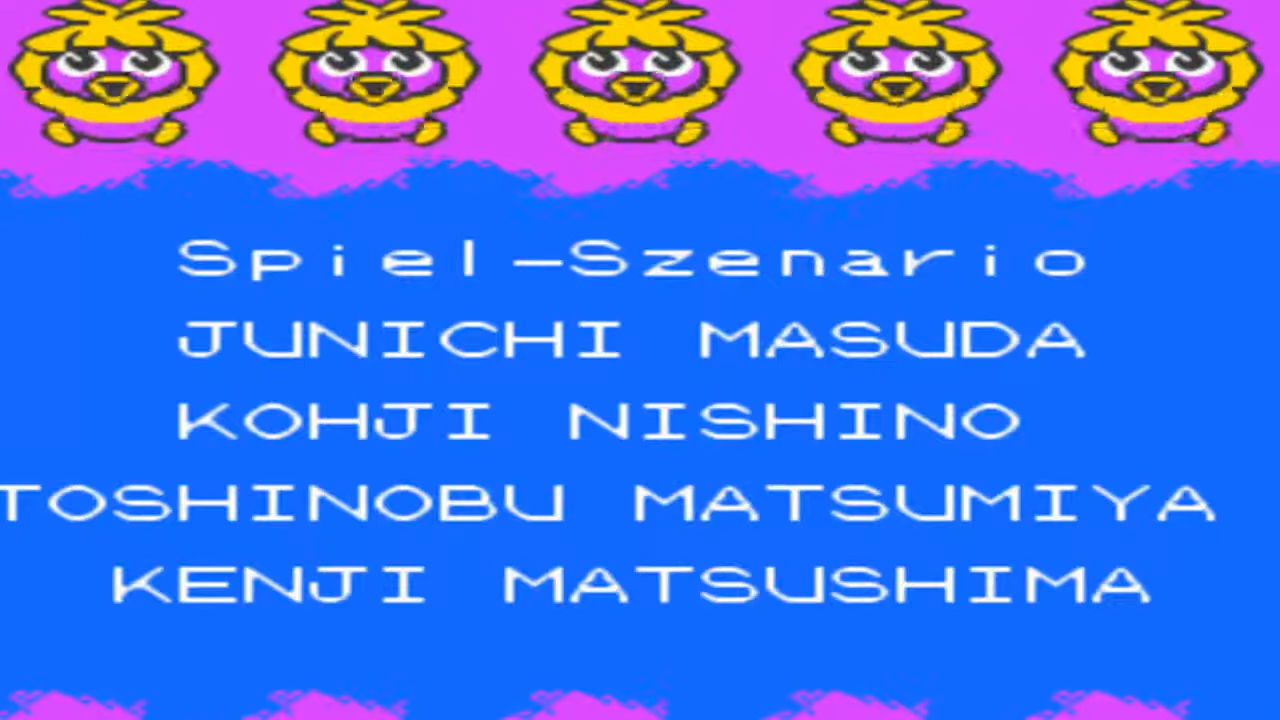 Spiel-Szenario
JUNICHI MASUDA
KOHJI NISHINO
TOSHINOBU MATSUMIYA
KENJI MATSUSHIMA